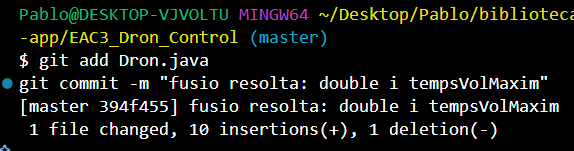 Pablo@DESKTOP-VJVOLTU MINGW64 ~/Desktop/Pablo/biblioteca
-app/EAC3_Dron_Control (master)
$ git add Dron.java
git commit -m "fusio resolta: double i tempsVolMaxim"
[master 394f455] fusio resolta: double i tempsVolMaxim
 1 file changed, 10 insertions(+), 1 deletion(-)